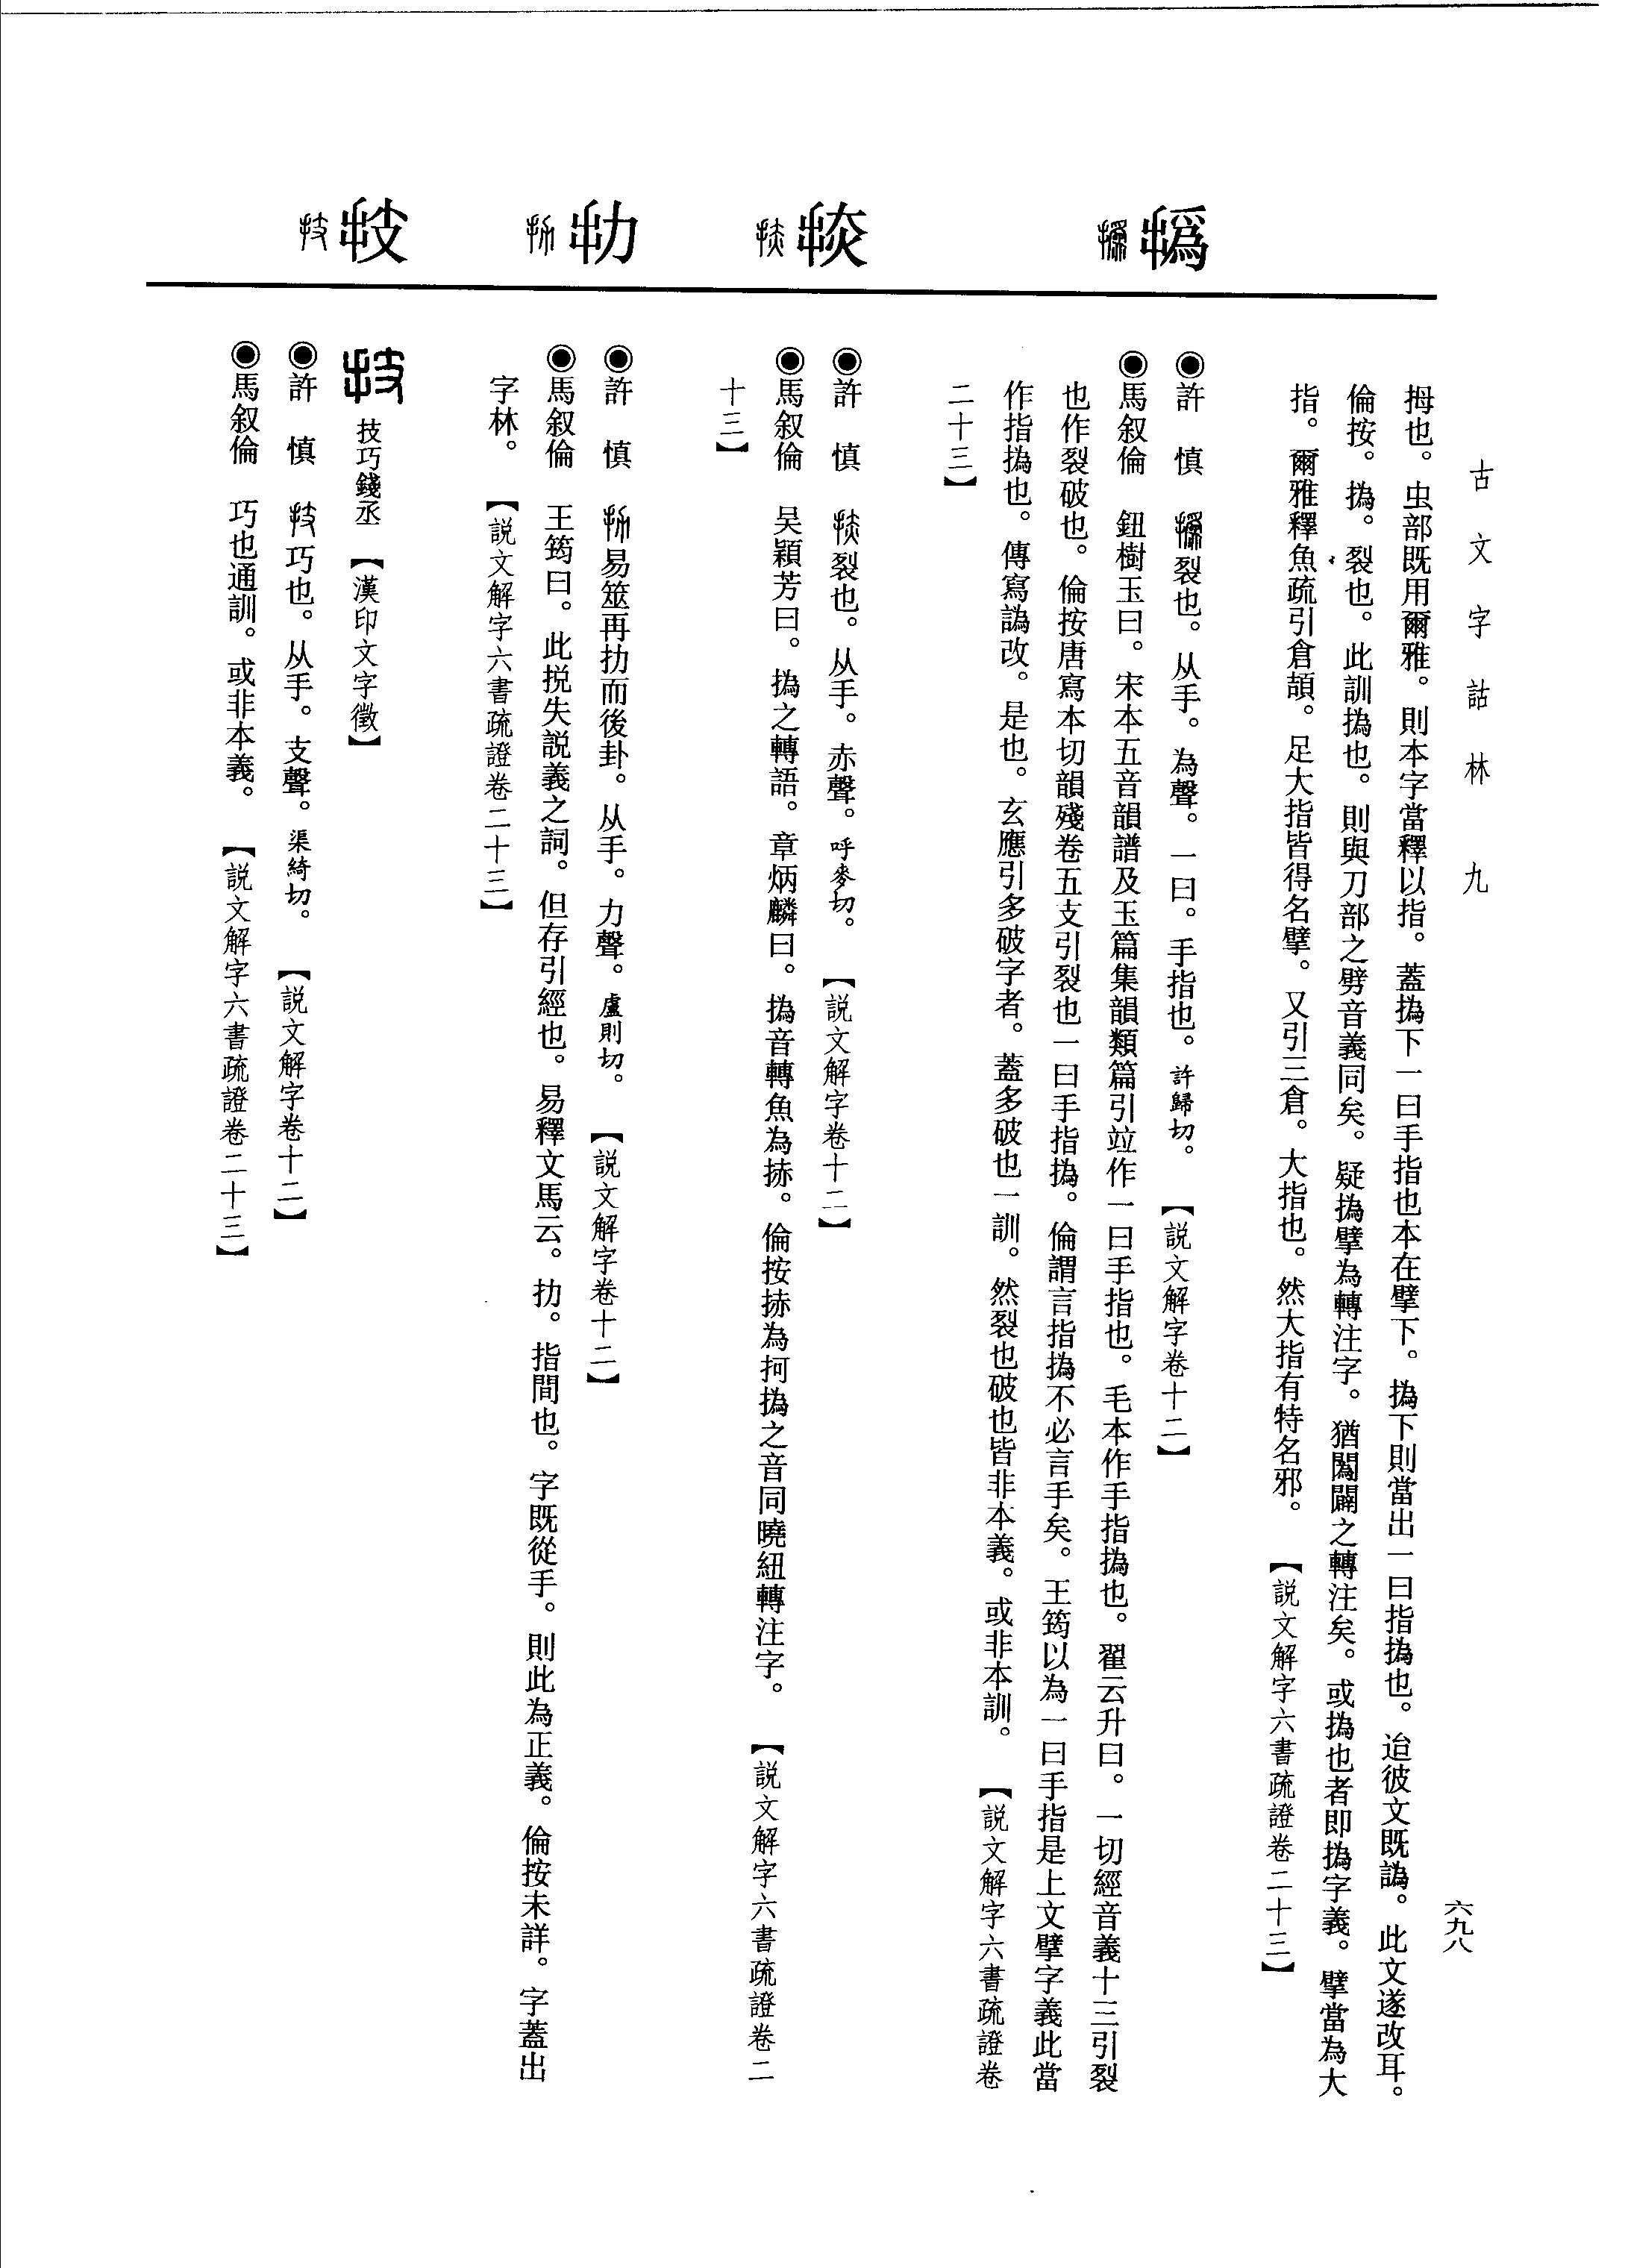 古文字詁林 九
六九八
拇也。虫部既用爾雅。則本字當釋以指。蓋撝下一曰手指也本在擘下。撝下則當出一曰指撝也。迨彼文既譌。此文遂改耳。
倫按。撝。裂也。此訓撝也。則與刀部之劈音義同矣。疑撝擘為轉注字。猶闖闢之轉注矣。或撝也者即撝字義。擘當為大
指。爾雅釋魚疏引倉頡。足大指皆得名擘。又引三倉。大指也。然大指有特名邪。 【説文解字六書疏證卷二十三】
撝
●許 慎 撝裂也。从手。為聲。一曰。手指也。許歸切。 【説文解字卷十二】
●馬叙倫 鈕樹玉曰。宋本五音韻譜及玉篇集韻類篇引竝作一曰手指也。毛本作手指撝也。翟云升曰。一切經音義十三引裂
也作裂破也。倫按唐寫本切韻殘卷五支引裂也一曰手指撝。倫謂言指撝不必言手矣。王筠以為一曰手指是上文擘字義此當
作指撝也。傳寫譌改。是也。玄應引多破字者。蓋多破也一訓。然裂也破也皆非本義。或非本訓。 【説文解字六書疏證卷
二十三】
㧪
●許 慎 㧪裂也。从手。赤聲。呼麥切。 【説文解字卷十二】
●馬叙倫 吴穎芳曰。撝之轉語。章炳麟曰。撝音轉魚為㧪。倫按㧪為抲撝之音同曉紐轉注字。 【説文解字六書疏證卷二
十三】
扐
●許 慎 扐易筮再扐而後卦。从手。力聲。盧則切。 【説文解字卷十二】
●馬叙倫 王筠曰。此挩失説義之詞。但存引經也。易釋文馬云。扐。指間也。字既從手。則此為正義。倫按未詳。字蓋出
字林。 【説文解字六書疏證卷二十三】
技
技 技巧錢丞 【漢印文字徵】
●許 慎 技巧也。从手。支聲。渠綺切。 【説文解字卷十二】
●馬叙倫 巧也通訓。或非本義。 【説文解字六書疏證卷二十三】